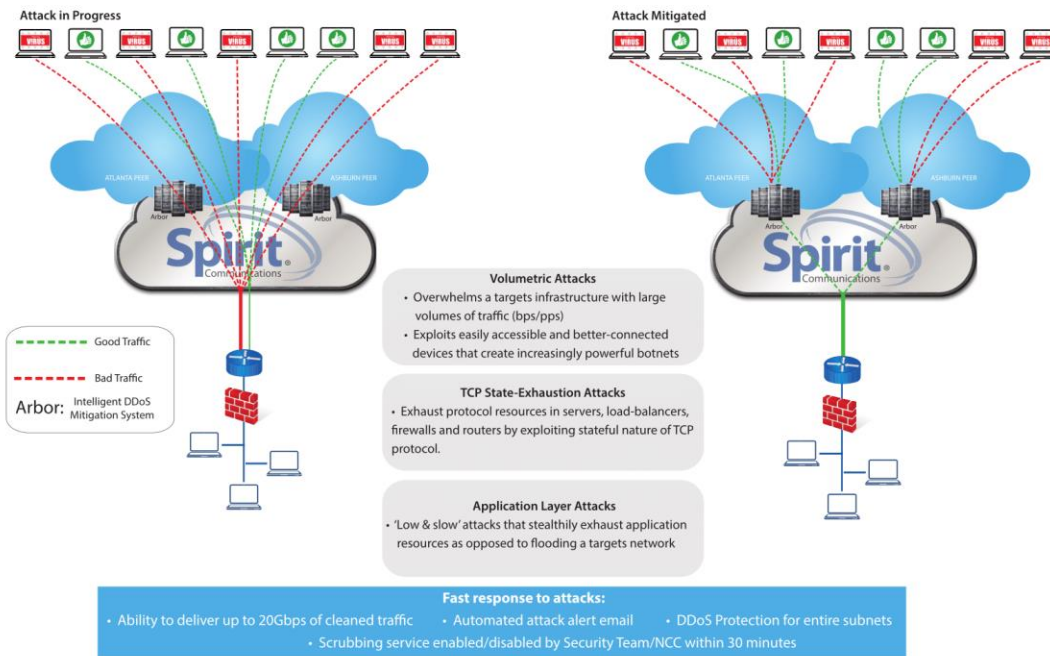 Attack in Progress
VIRUS
VIRUS
VIRUS
VIRUS
VIRUS
ATLANTA PEER
ASHBURN PEER
Arbor
Arbor
Spirit.
Communications
Good Traffic
Bad Traffic
Arbor: Intelligent DDoS
Mitigation System
Attack Mitigated
VIRUS
VIRUS
VIRUS
VIRUS
VIRUS
ATLANTA PEER
ASHBURN PEER
Arbor
Arbor
Spirit.
Communications
Volumetric Attacks
• Overwhelms a targets infrastructure with large
volumes of traffic (bps/pps)
• Exploits easily accessible and better-connected
devices that create increasingly powerful botnets
TCP State-Exhaustion Attacks
• Exhaust protocol resources in servers, load-balancers,
firewalls and routers by exploiting stateful nature of TCP
protocol.
Application Layer Attacks
• ‘Low & slow’ attacks that stealthily exhaust application
resources as opposed to flooding a targets network
Fast response to attacks:
• Ability to deliver up to 20Gbps of cleaned traffic • Automated attack alert email • DDoS Protection for entire subnets
• Scrubbing service enabled/disabled by Security Team/NCC within 30 minutes